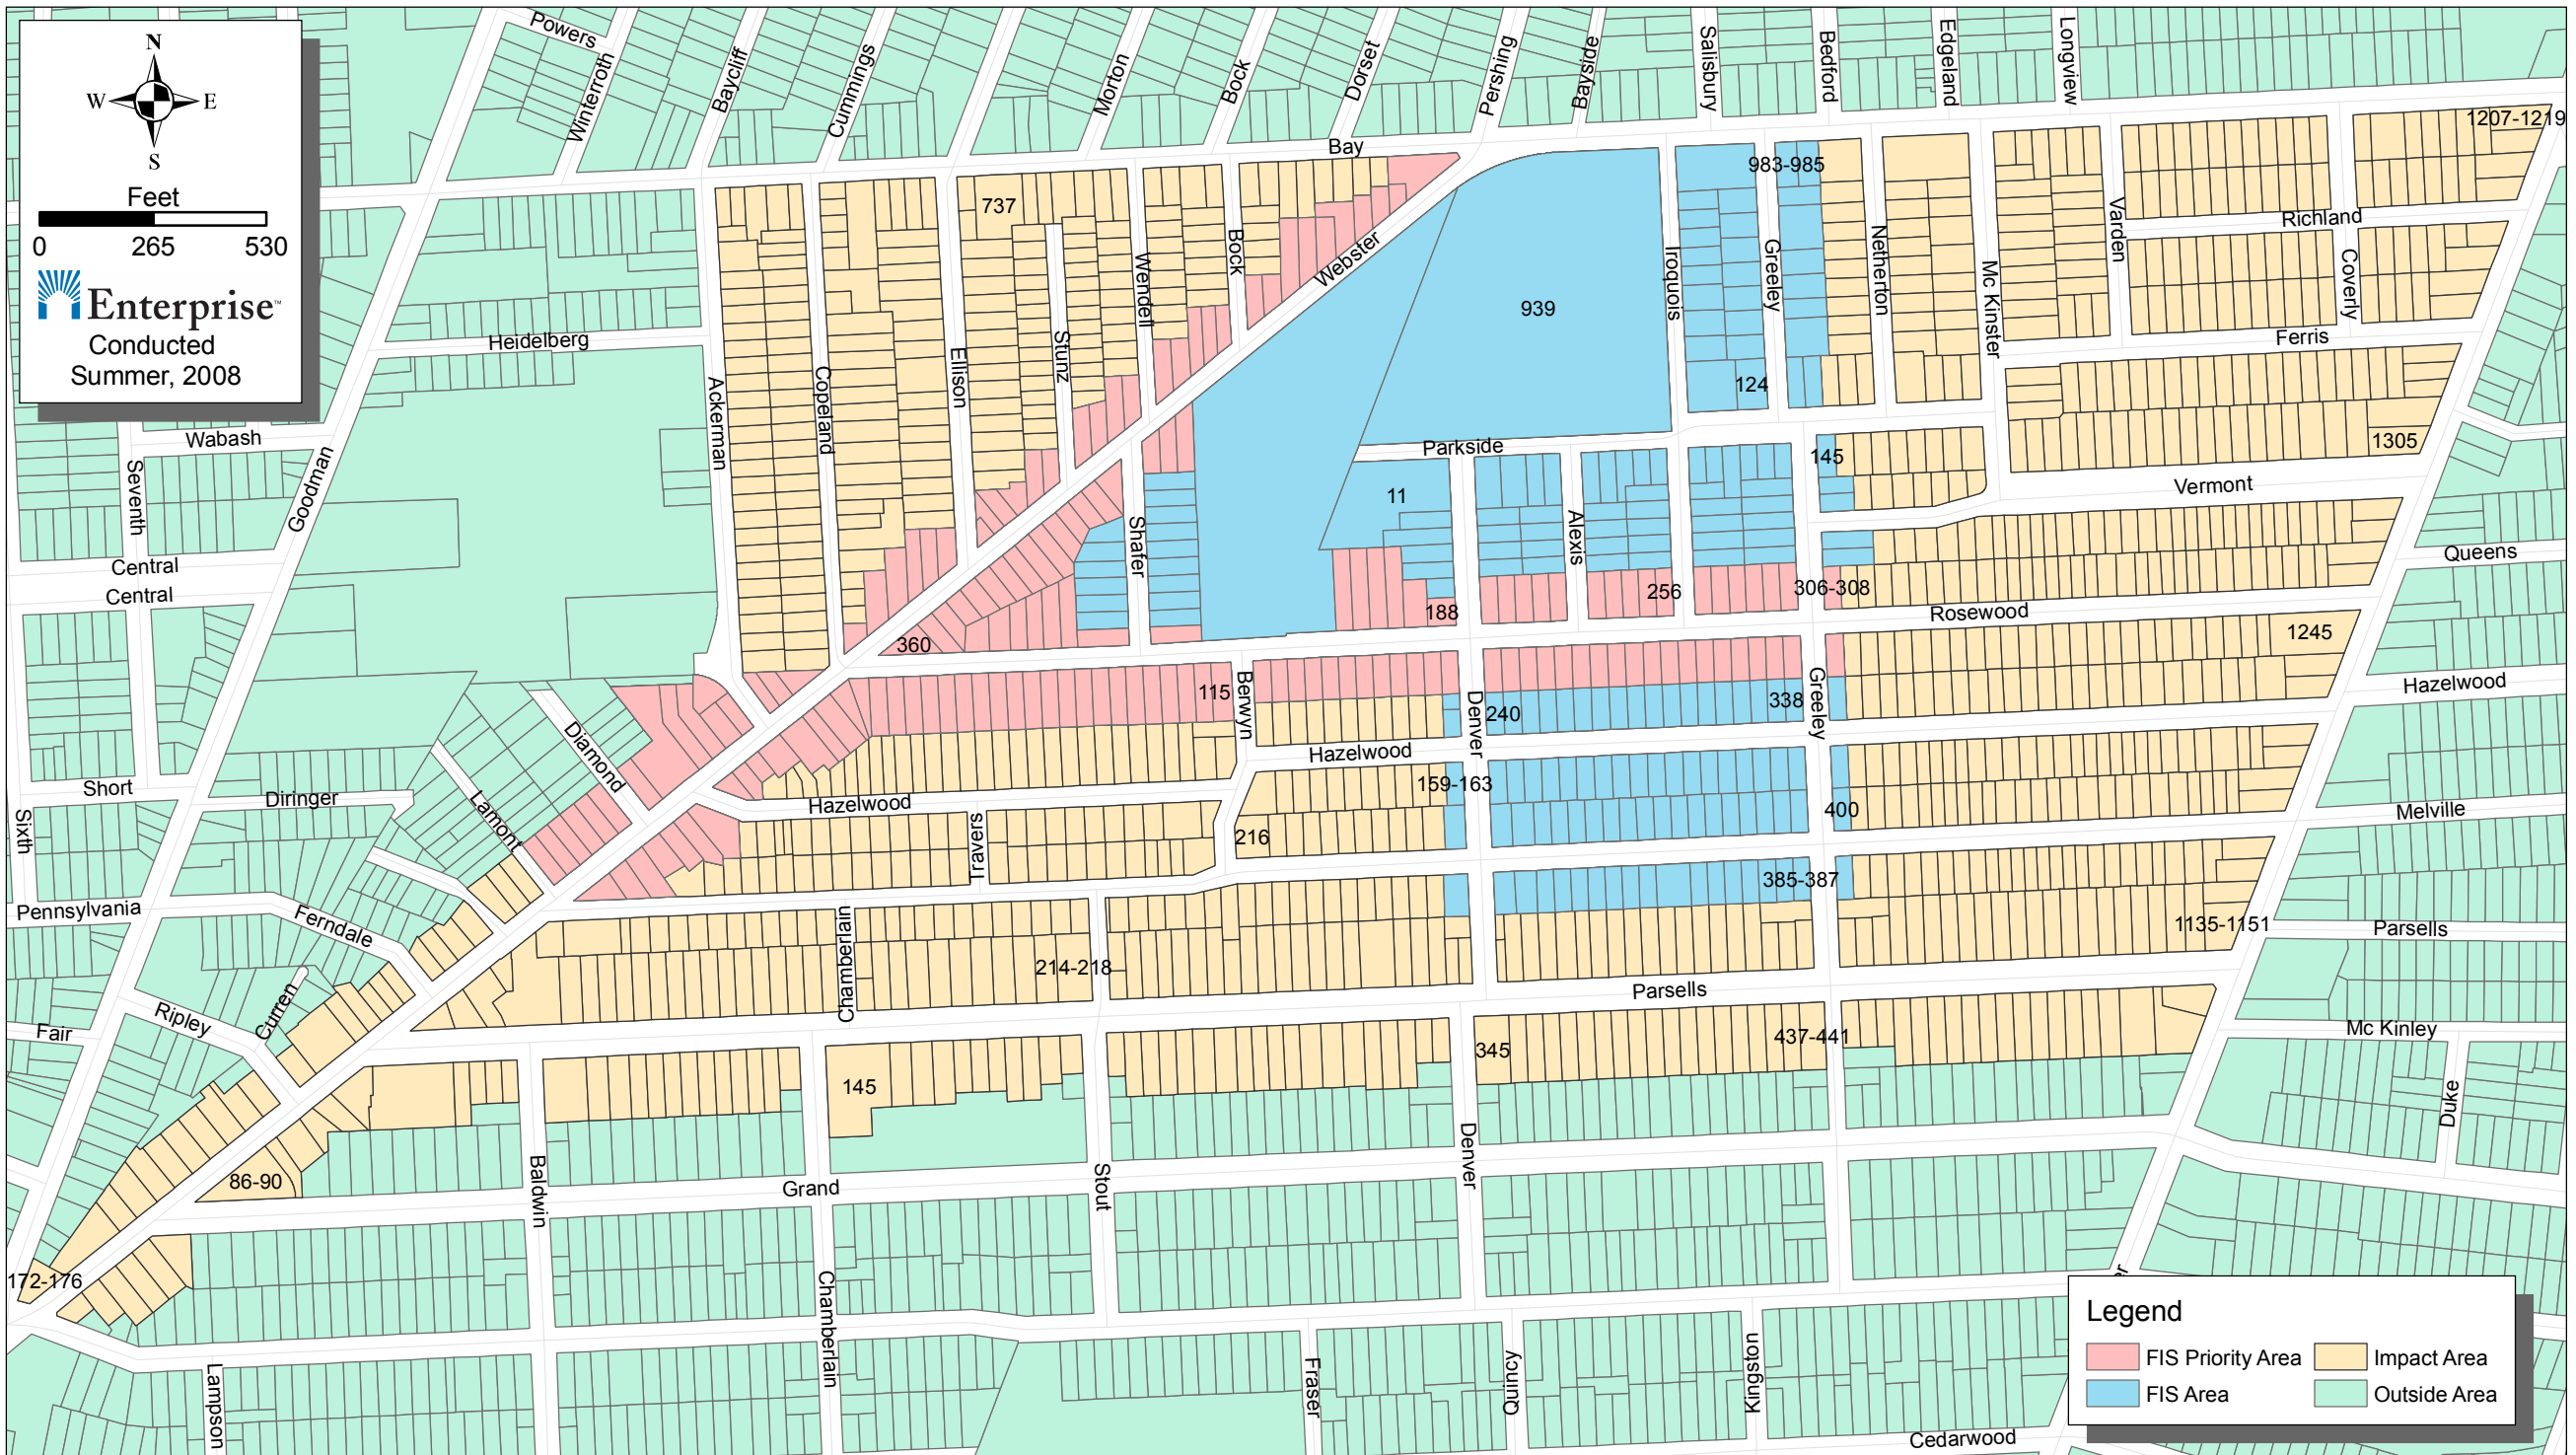 N
W E
S
Feet
0 265 530
Enterprise™
Conducted
Summer, 2008
Powers
Winterroth
Baycliff
Cummings
Morton
Bock
Dorset
Pershing
Bayside
Salisbury
Bedford
Edgeland
Longview
Bay
1207-1219
983-985
737
Varden
Richland
Coverly
Bock
Webster
Wendell
Iroquois
Greeley
Netherton
Mc Kinster
939
Heidelberg
Ellison
Stunz
Ferris
Ackerman
Copeland
124
Wabash
Seventh
Goodman
Parkside
145
1305
11
Vermont
Shafer
Alexis
Central
Central
Queens
256
306-308
188
Rosewood
360
1245
115
Berwyn
Denver
240
338
Greeley
Hazelwood
Diamond
Hazelwood
Short
Diringer
Lamont
Hazelwood
159-163
400
Melville
Sixth
Travers
216
385-387
Pennsylvania
Ferndale
Chamberlain
214-218
1135-1151
Parsells
Parsells
Curren
Ripley
Fair
437-441
Mc Kinley
345
145
Duke
Denver
86-90
Baldwin
Grand
Stout
172-176
Chamberlain
Lampson
Fraser
Quincy
Kingston
Cedarwood
Legend
FIS Priority Area Impact Area
FIS Area Outside Area